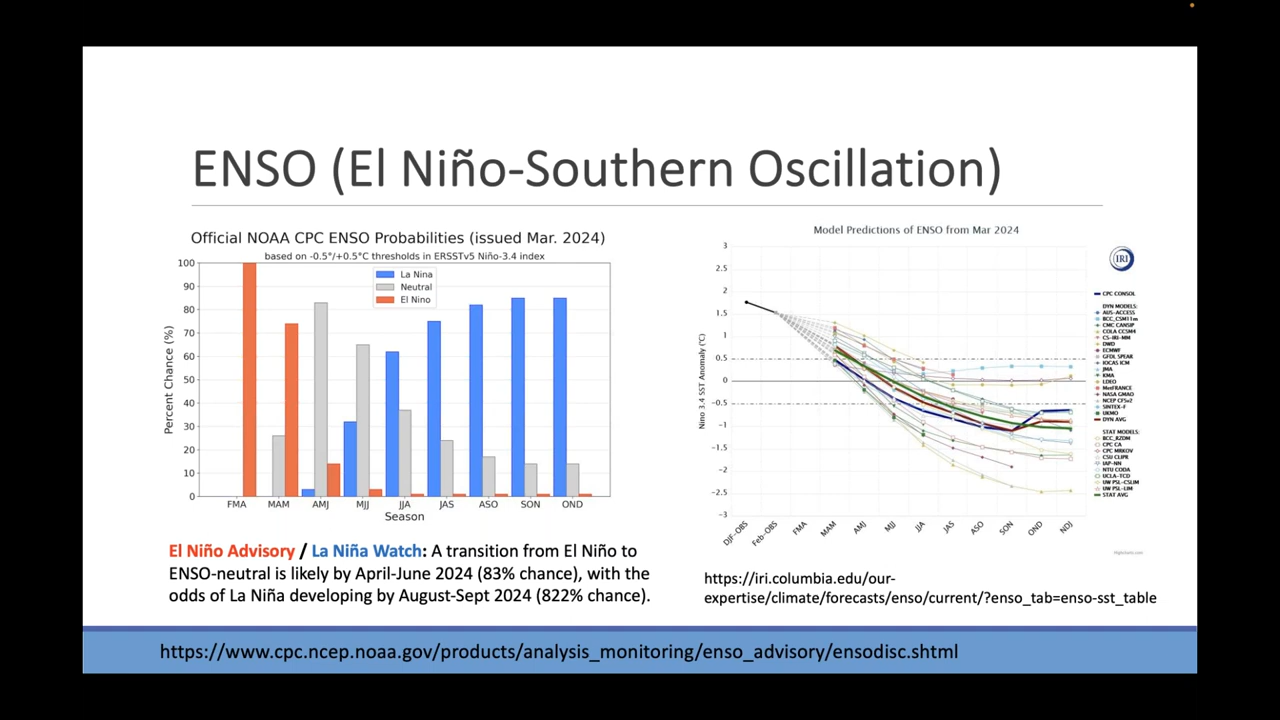 ENSO (El Niño-Southern Oscillation)
Official NOAA CPC ENSO Probabilities (issued Mar. 2024)
based on -0.5°/+0.5°C thresholds in ERSSTv5 Niño-3.4 index
La Nina
Neutral
El Nino
Percent Chance (%)
100
90
80
70
60
50
40
30
20
10
0
FMA MAM AMJ MJJ JJA JAS ASO SON OND
Season
El Niño Advisory / La Niña Watch: A transition from El Niño to
ENSO-neutral is likely by April-June 2024 (83% chance), with the
odds of La Niña developing by August-Sept 2024 (822% chance).
Model Predictions of ENSO from Mar 2024
IRI
Nino 3.4 SST Anomaly (°C)
3
2.5
2
1.5
1
0.5
0
-0.5
-1
-1.5
-2
-2.5
-3
DJF-OBS Feb-OBS FMA MAM AMJ MJJ JJA JAS ASO SON OND NDJ
CPC CONSOL
DYN MODELS:
AUS-ACCESS
BCC_CSM11m
CMC CANSIP
COLA CCSM4
CS-IRI-MM
DWD
ECMWF
GFDL SPEAR
IOCAS ICM
JMA
KMA
LDEO
MetFRANCE
NASA GMAO
NCEP CFSv2
SINTEX-F
UKMO
DYN AVG
STAT MODELS:
BCC_RZDM
CPC CA
CPC MRKOV
CSU CLIPR
IAP-NN
NTU CODA
UCLA-TCD
UW PSL-CSLIM
UW PSL-LIM
STAT AVG
Highcharts.com
https://iri.columbia.edu/our-
expertise/climate/forecasts/enso/current/?enso_tab=enso-sst_table
https://www.cpc.ncep.noaa.gov/products/analysis_monitoring/enso_advisory/ensodisc.shtml